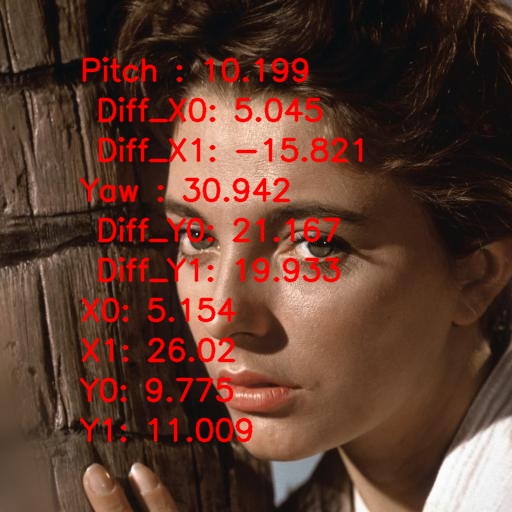 Pitch : 10.199
Diff_X0: 5.045
Diff_X1: -15.821
Yaw : 30.942
Diff_Y0: 21.167
Diff_Y1: 19.933
X0: 5.154
X1: 26.02
Y0: 9.775
Y1: 11.009